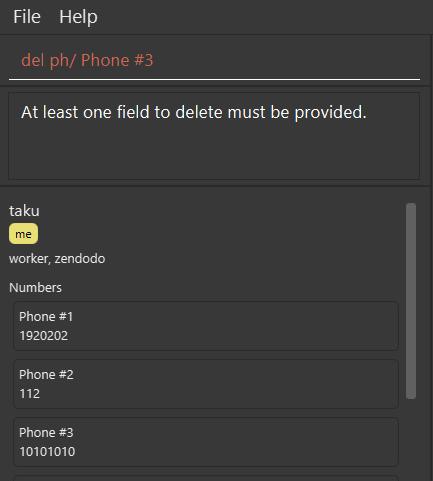 File Help
del ph/ Phone #3
At least one field to delete must be provided.
taku
me
worker, zendodo
Numbers
Phone #1
1920202
Phone #2
112
Phone #3
10101010